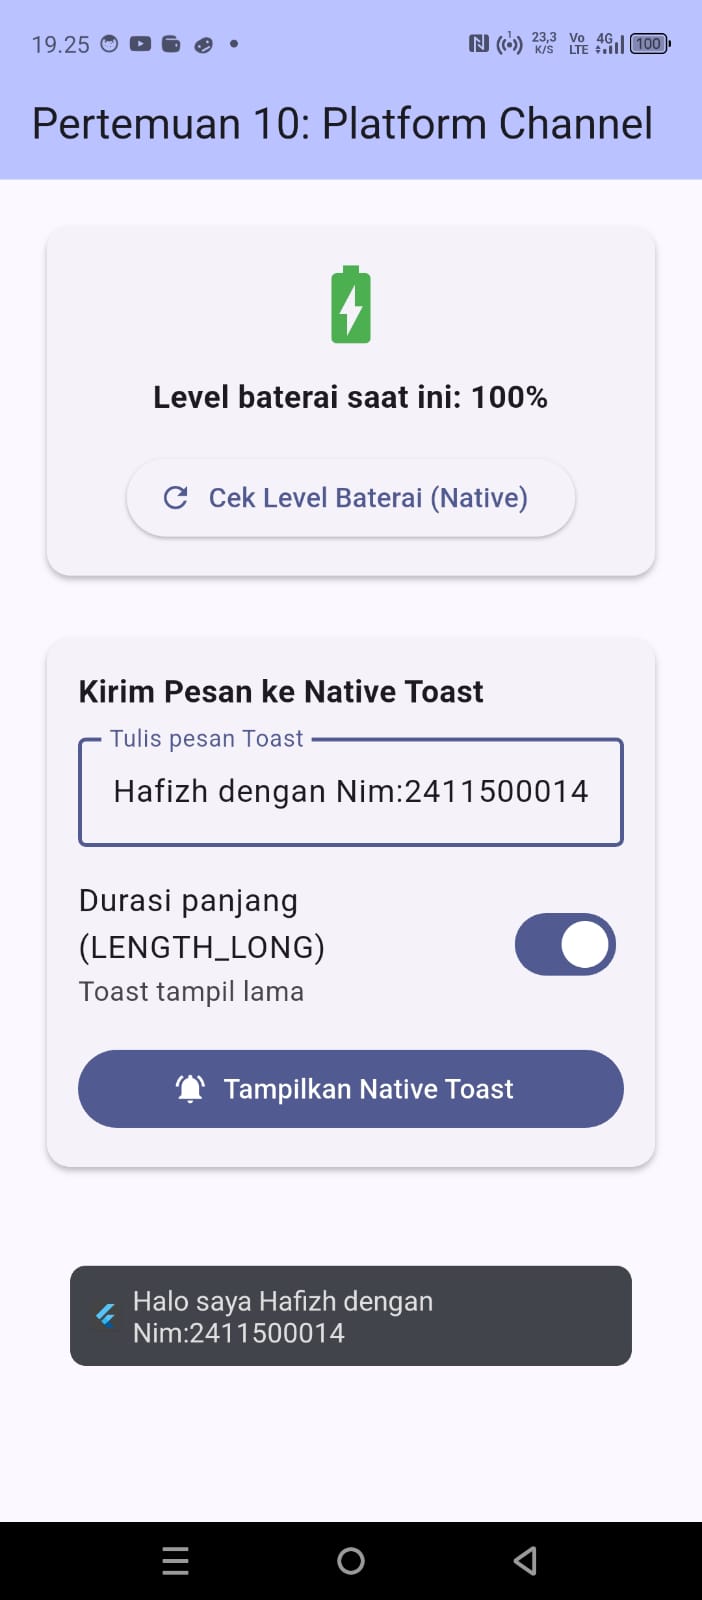 19.25
23,3
K/S
Vo
LTE
4G
100
Pertemuan 10: Platform Channel
Level baterai saat ini: 100%
Cek Level Baterai (Native)
Kirim Pesan ke Native Toast
Tulis pesan Toast
Hafizh dengan Nim:2411500014
Durasi panjang
(LENGTH_LONG)
Toast tampil lama
Tampilkan Native Toast
Halo saya Hafizh dengan
Nim:2411500014